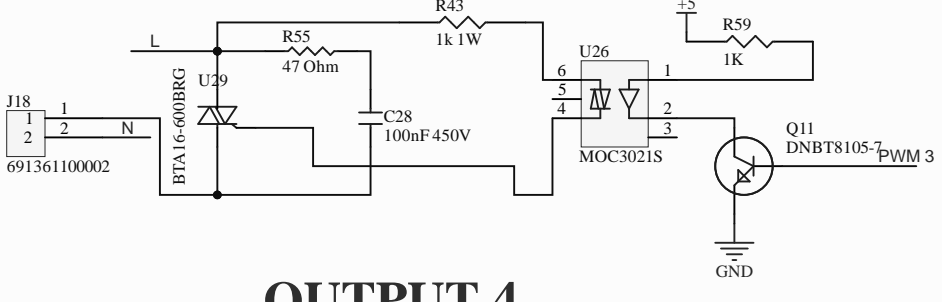 R43
1k 1W
+5
R59
1K
L
R55
47 Ohm
U26
6
5
4
1
2
3
MOC3021S
U29
BTA16-600BRG
C28
100nF 450V
J18
1
2
1
2
N
691361100002
Q11
DNBT8105-7
PWM 3
GND
OUTPUT 4